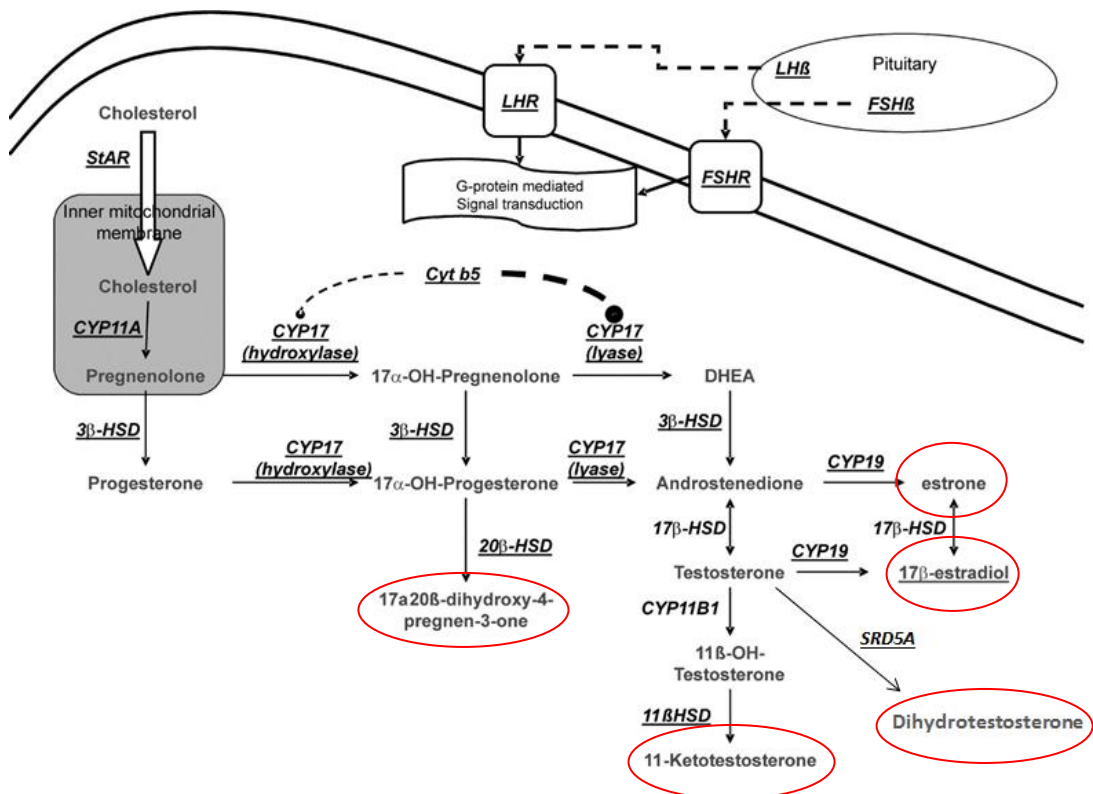 LHß
Pituitary
FSHß
LHR
Cholesterol
StAR
FSHR
G-protein mediated
Signal transduction
Inner mitochondrial
membrane
Cholesterol
CYP11A
Pregnenolone
Cyt b5
CYP17
(hydroxylase)
CYP17
(lyase)
17α-OH-Pregnenolone
DHEA
3β-HSD
3β-HSD
3β-HSD
CYP17
(hydroxylase)
CYP17
(lyase)
CYP19
Progesterone
17α-OH-Progesterone
Androstenedione
estrone
20β-HSD
17β-HSD
17β-HSD
CYP19
17a20ß-dihydroxy-4-
pregnen-3-one
Testosterone
17β-estradiol
CYP11B1
SRD5A
11ß-OH-
Testosterone
11ßHSD
Dihydrotestosterone
11-Ketotestosterone